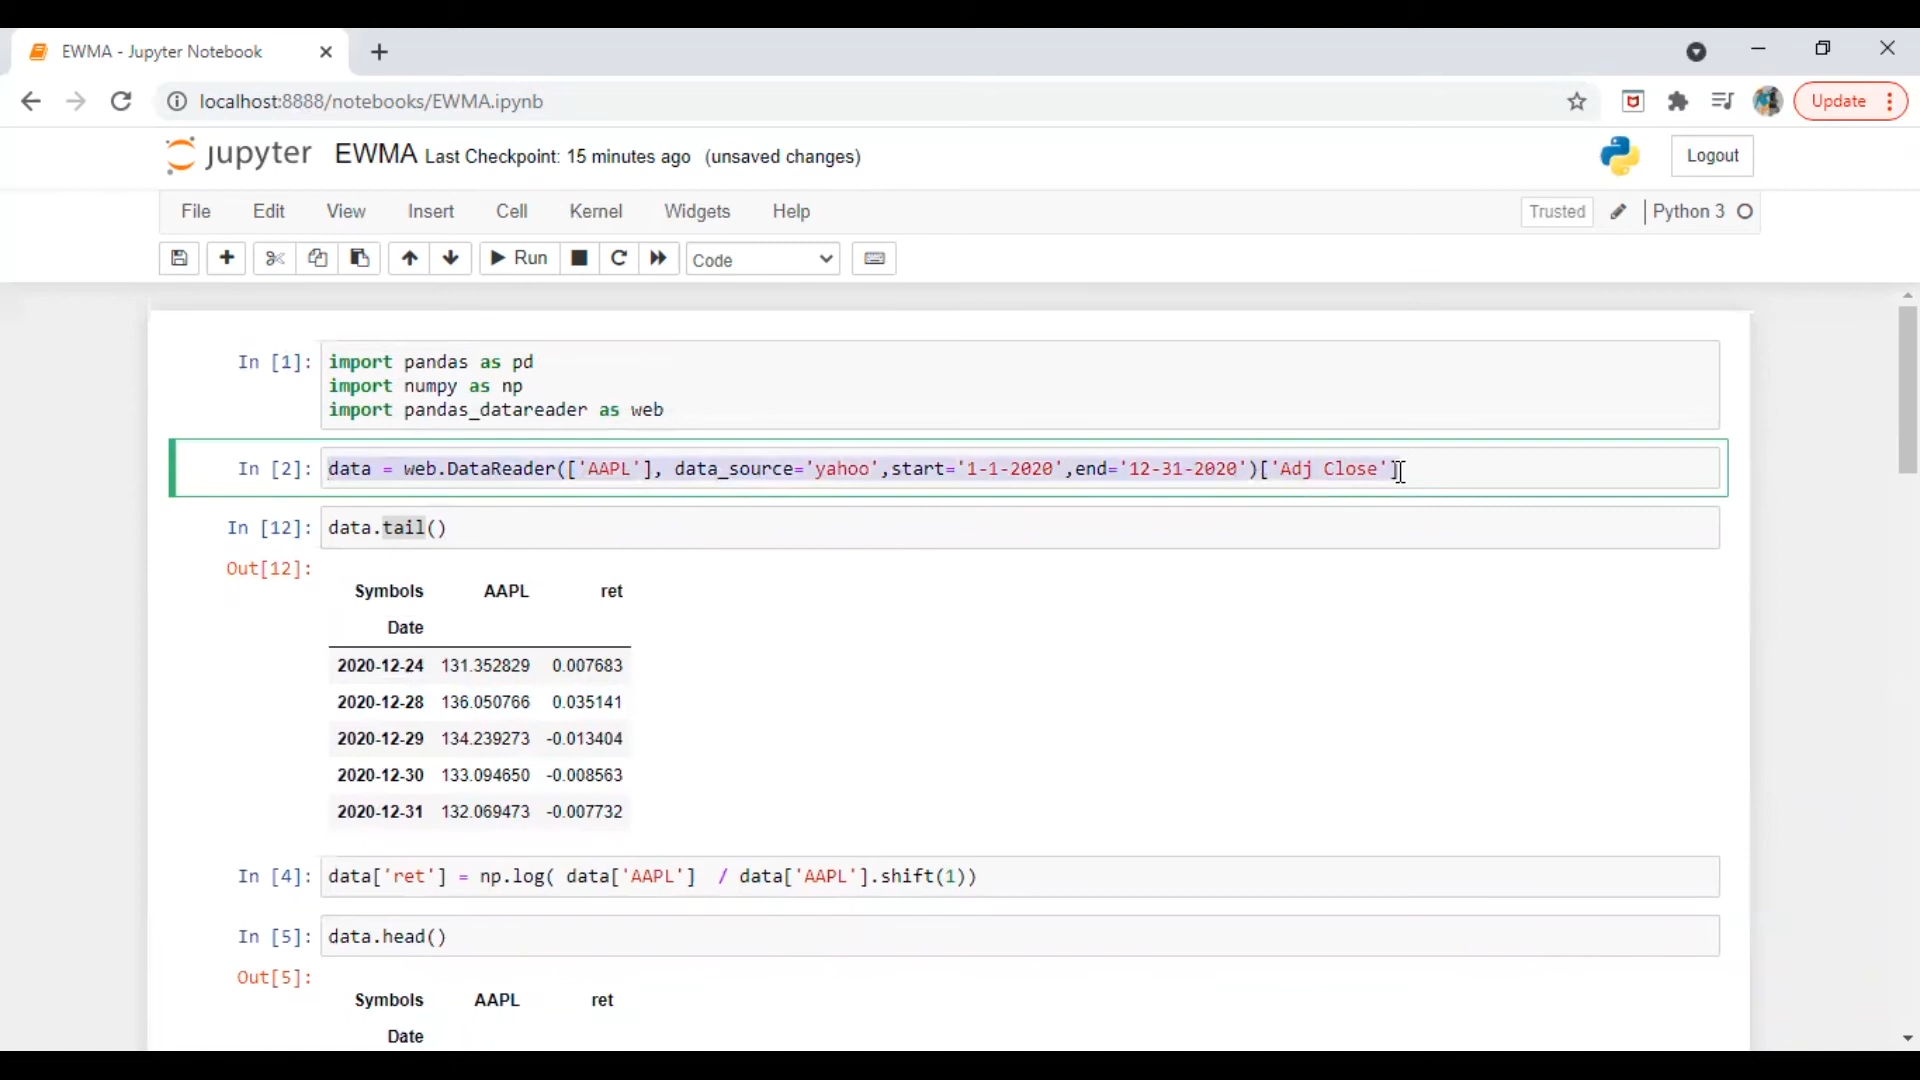 EWMA - Jupyter Notebook
localhost:8888/notebooks/EWMA.ipynb
Update
jupyter EWMA Last Checkpoint: 15 minutes ago (unsaved changes)
Logout
File Edit View Insert Cell Kernel Widgets Help
Trusted Python 3
Run Code
In [1]: import pandas as pd
import numpy as np
import pandas_datareader as web
In [2]: data = web.DataReader(['AAPL'], data_source='yahoo',start='1-1-2020',end='12-31-2020')['Adj Close']
In [12]: data.tail()
Out[12]:
Symbols AAPL ret
Date
2020-12-24 131.352829 0.007683
2020-12-28 136.050766 0.035141
2020-12-29 134.239273 -0.013404
2020-12-30 133.094650 -0.008563
2020-12-31 132.069473 -0.007732
In [4]: data['ret'] = np.log( data['AAPL']  / data['AAPL'].shift(1))
In [5]: data.head()
Out[5]:
Symbols AAPL ret
Date